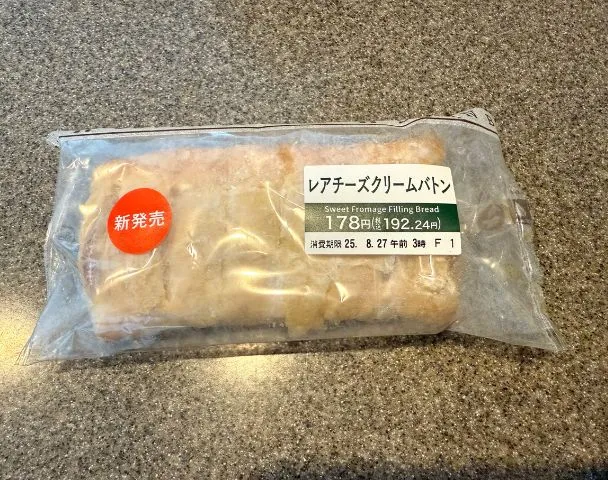 新発売
レアチーズクリームバトン
Sweet Fromage Filling Bread
178円(税込192.24円)
消費期限 25. 8.27午前 3時 F 1